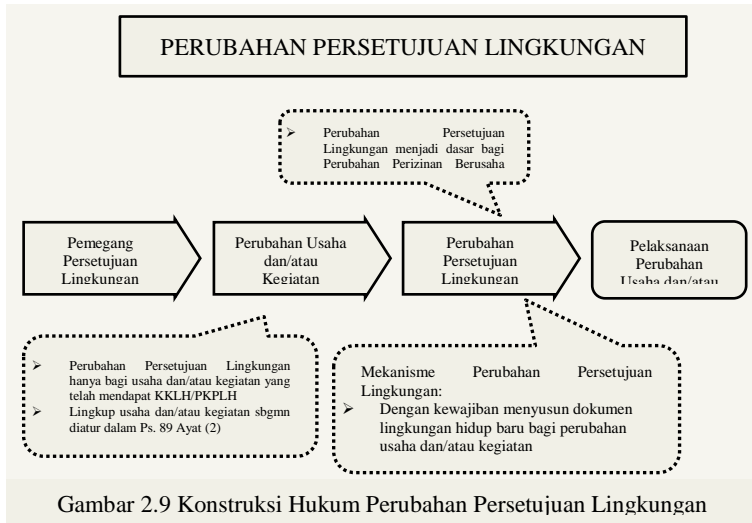 PERUBAHAN PERSETUJUAN LINGKUNGAN
➢ Perubahan Persetujuan
Lingkungan menjadi dasar bagi
Perubahan Perizinan Berusaha
Pemegang
Persetujuan
Lingkungan
Perubahan Usaha
dan/atau
Kegiatan
Perubahan
Persetujuan
Lingkungan
Pelaksanaan
Perubahan
Usaha dan/atau
➢ Perubahan Persetujuan Lingkungan
hanya bagi usaha dan/atau kegiatan yang
telah mendapat KKLH/PKPLH
➢ Lingkup usaha dan/atau kegiatan sbgmn
diatur dalam Ps. 89 Ayat (2)
Mekanisme Perubahan Persetujuan
Lingkungan:
➢ Dengan kewajiban menyusun dokumen
lingkungan hidup baru bagi perubahan
usaha dan/atau kegiatan
Gambar 2.9 Konstruksi Hukum Perubahan Persetujuan Lingkungan